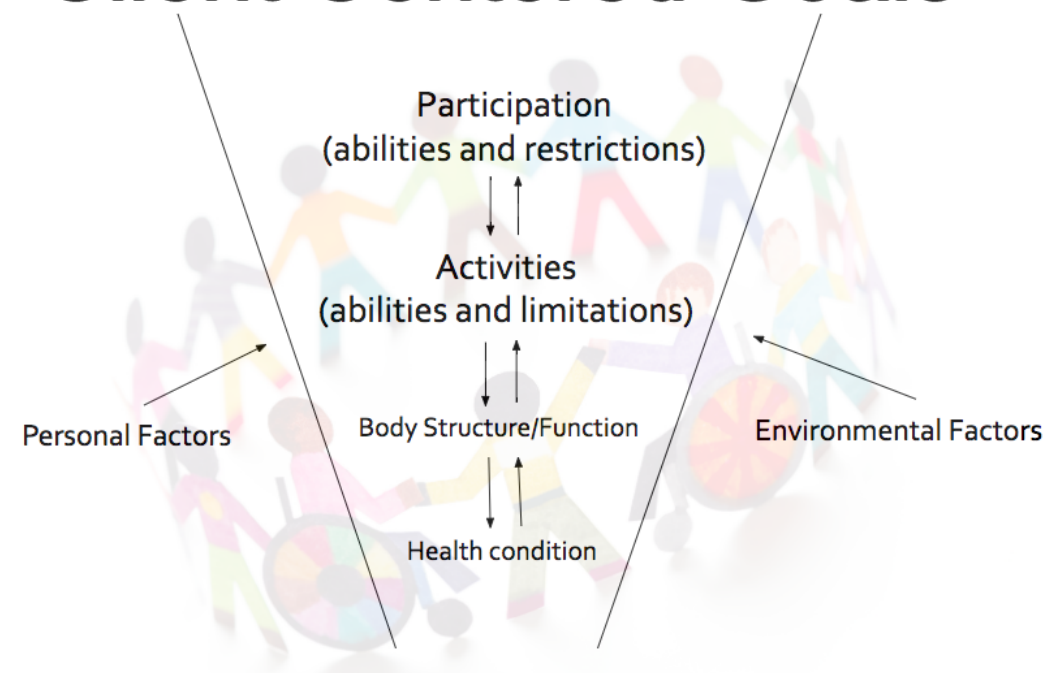 Participation
(abilities and restrictions)
Activities
(abilities and limitations)
Personal Factors
Body Structure/Function
Environmental Factors
Health condition